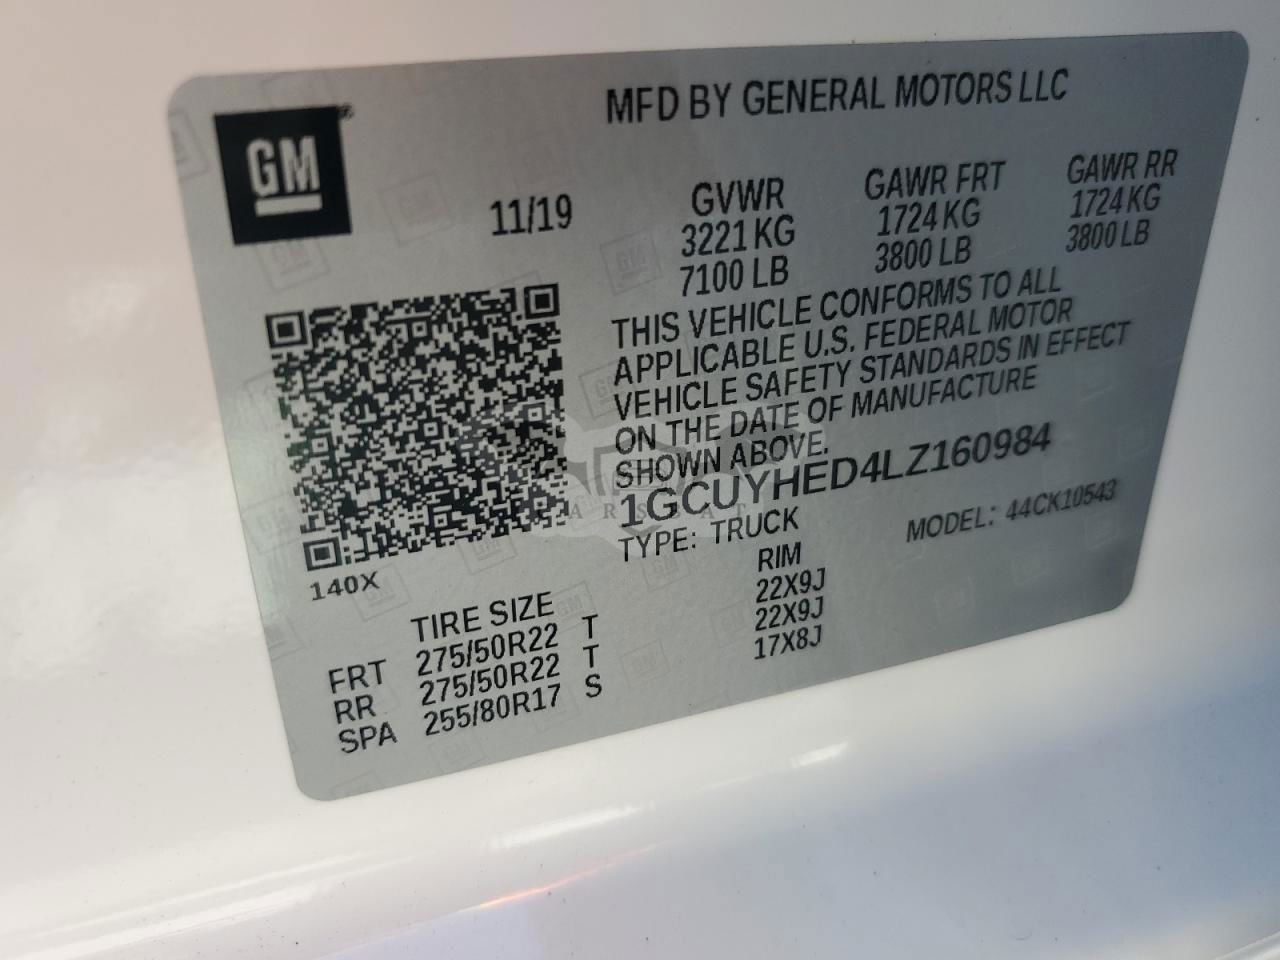 GM
MFD BY GENERAL MOTORS LLC
11/19
GVWR GAWR FRT GAWR RR
3221 KG 1724 KG 1724 KG
7100 LB 3800 LB 3800 LB
THIS VEHICLE CONFORMS TO ALL
APPLICABLE U.S. FEDERAL MOTOR
VEHICLE SAFETY STANDARDS IN EFFECT
ON THE DATE OF MANUFACTURE
SHOWN ABOVE.
1GCUYHED4LZ160984
TYPE: TRUCK MODEL: 44CK10543
140X
TIRE SIZE RIM
FRT 275/50R22 T 22X9J
RR 275/50R22 T 22X9J
SPA 255/80R17 S 17X8J